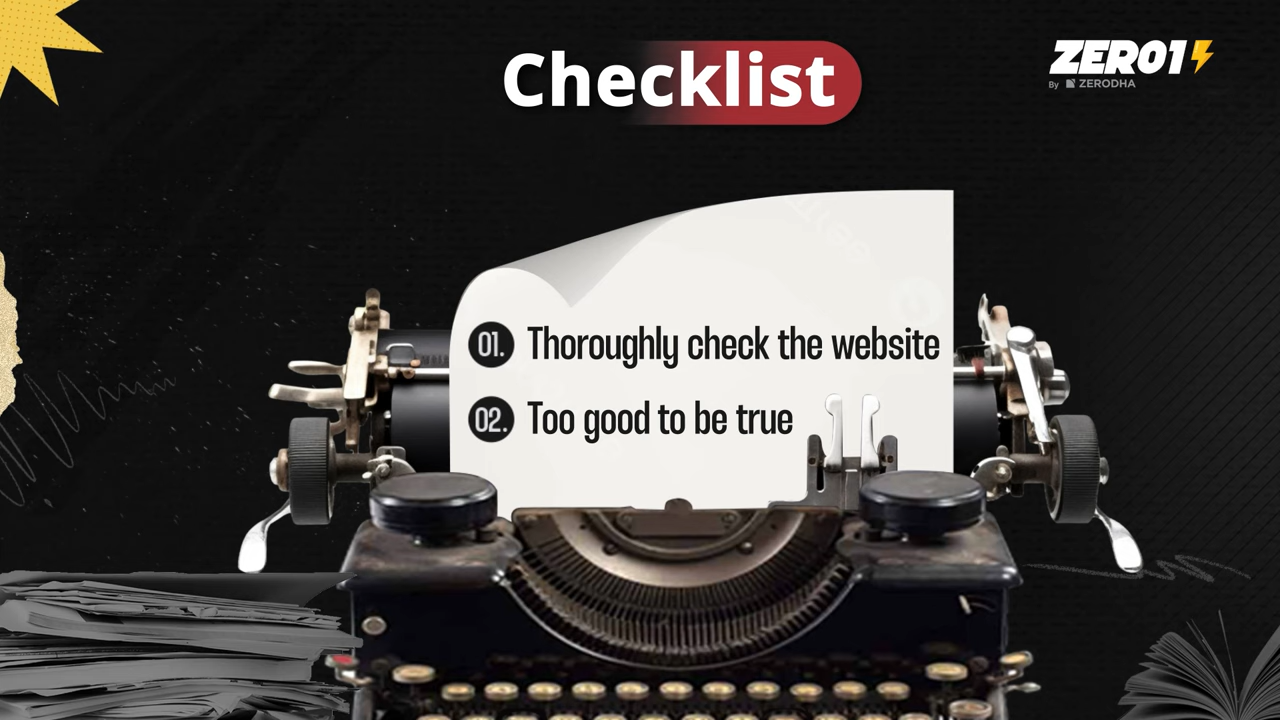 Checklist
ZERO1
By ZERODHA
01. Thoroughly check the website
02. Too good to be true